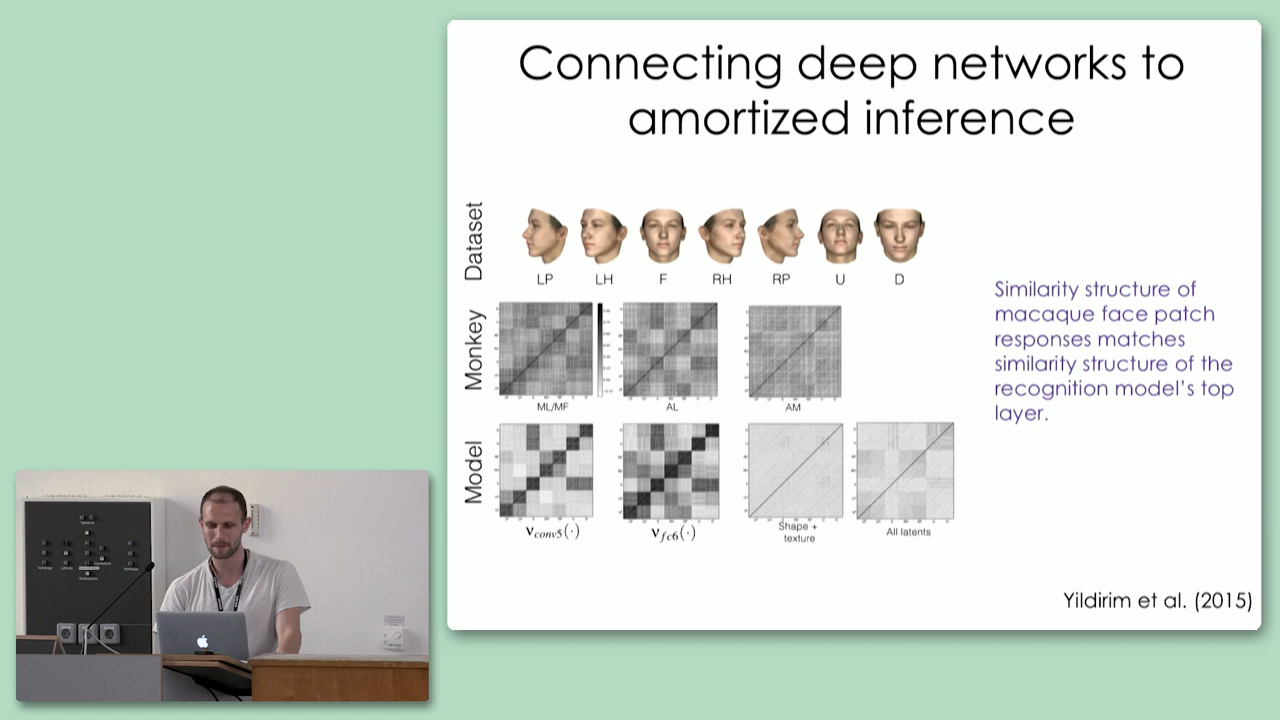 Connecting deep networks to
amortized inference
Dataset
LP LH F RH RP U D
Monkey
ML/MF AL AM
Model
νconv5(·) νfc6(·) Shape +
texture All latents
Similarity structure of
macaque face patch
responses matches
similarity structure of the
recognition model's top
layer.
Yildirim et al. (2015)